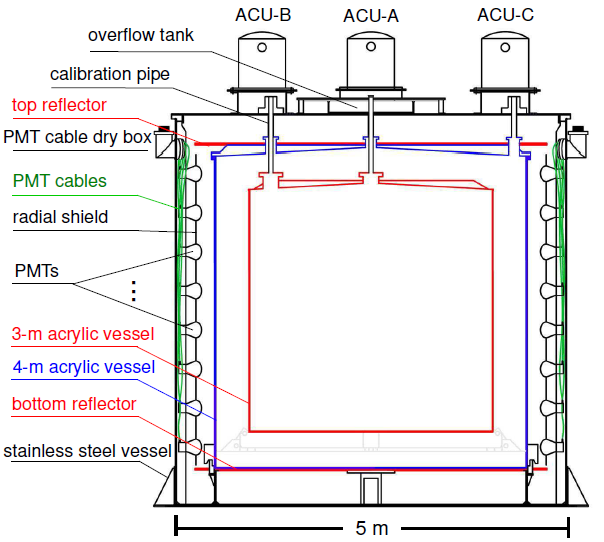 ACU-B
ACU-A
ACU-C
overflow tank
calibration pipe
top reflector
PMT cable dry box
PMT cables
radial shield
PMTs
3-m acrylic vessel
4-m acrylic vessel
bottom reflector
stainless steel vessel
5 m